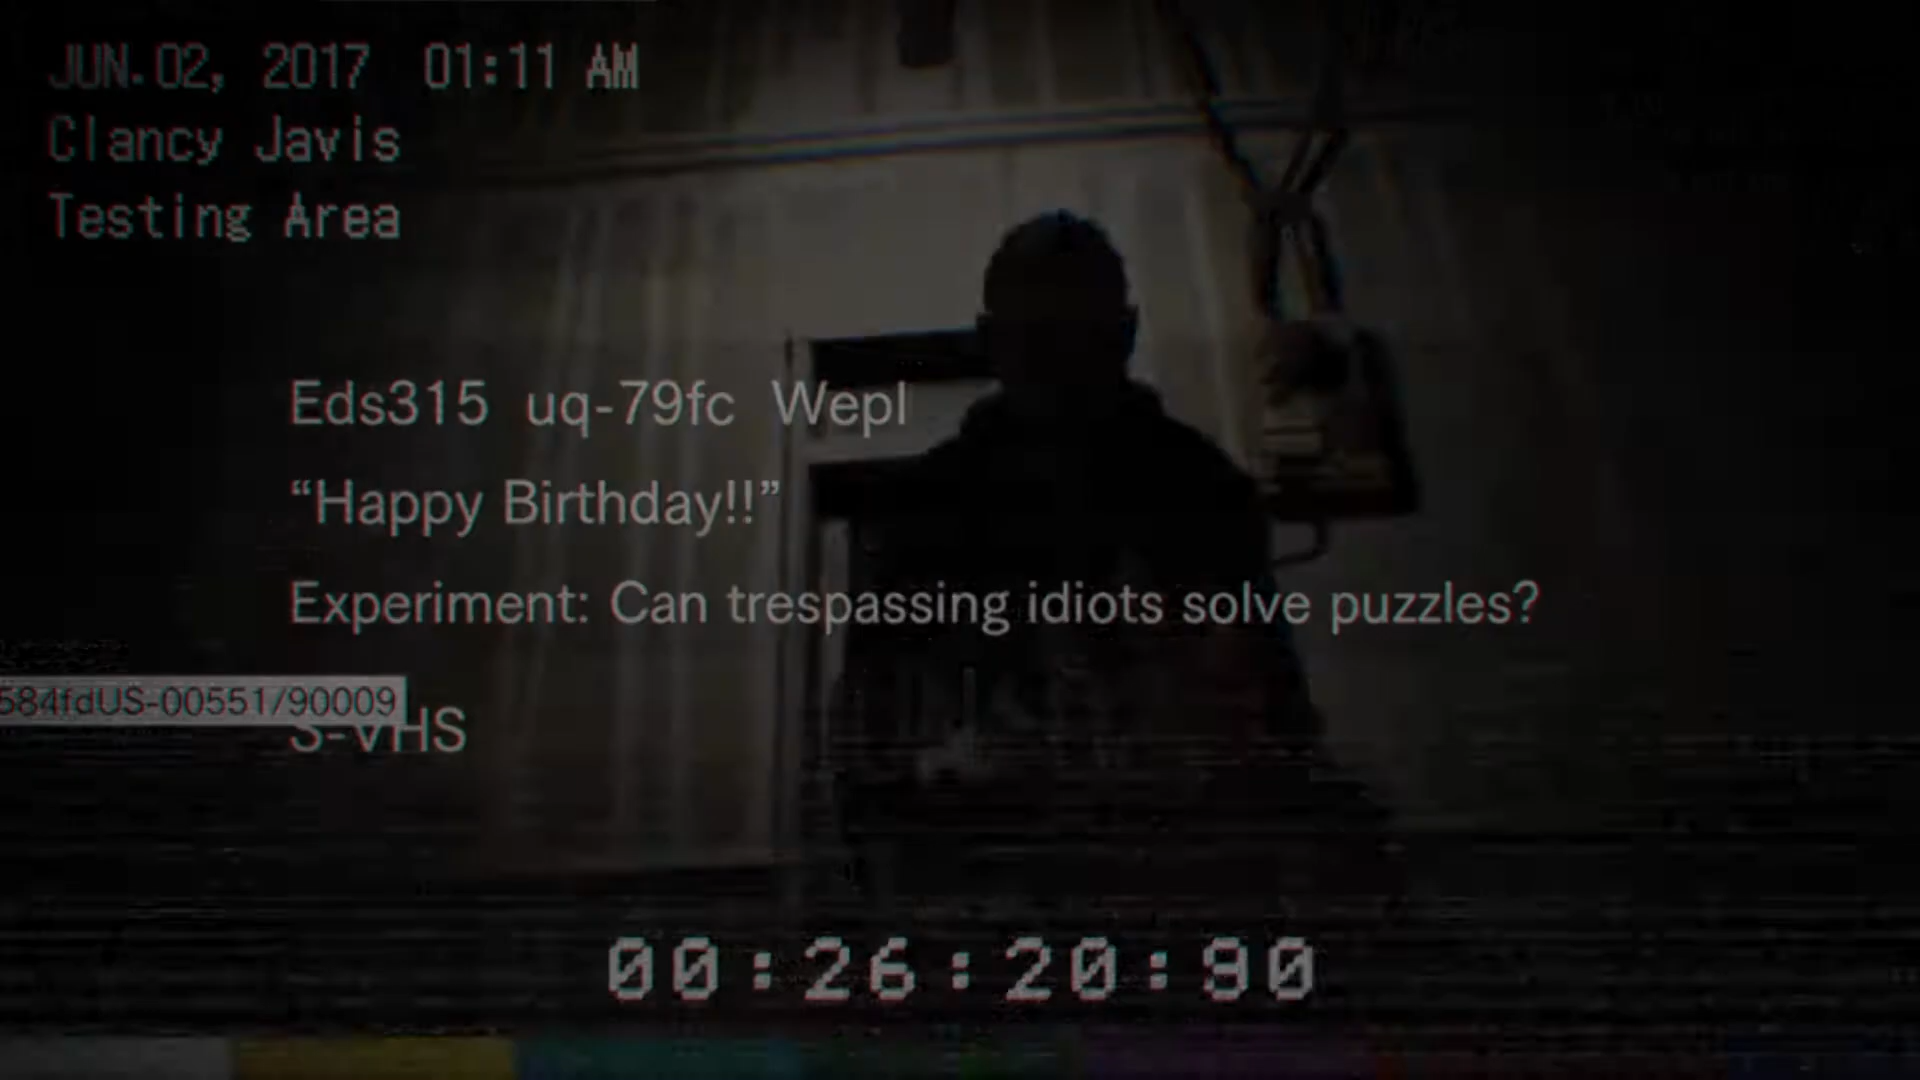 JUN.02, 2017 01:11 AM
Clancy Javis
Testing Area
Eds315 uq-79fc Wepl
“Happy Birthday!!”
Experiment: Can trespassing idiots solve puzzles?
584fdUS-00551/90009
S-VHS
00:26:20:90